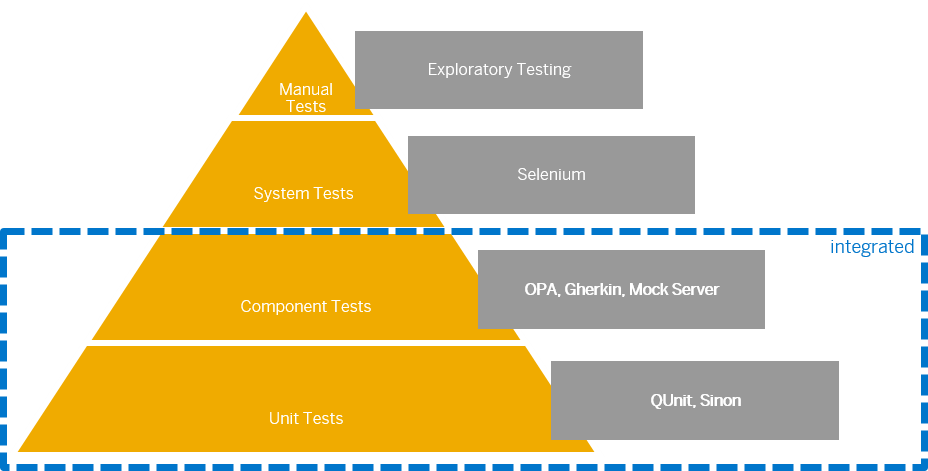 Exploratory Testing
Manual
Tests
Selenium
System Tests
integrated
OPA, Gherkin, Mock Server
Component Tests
QUnit, Sinon
Unit Tests